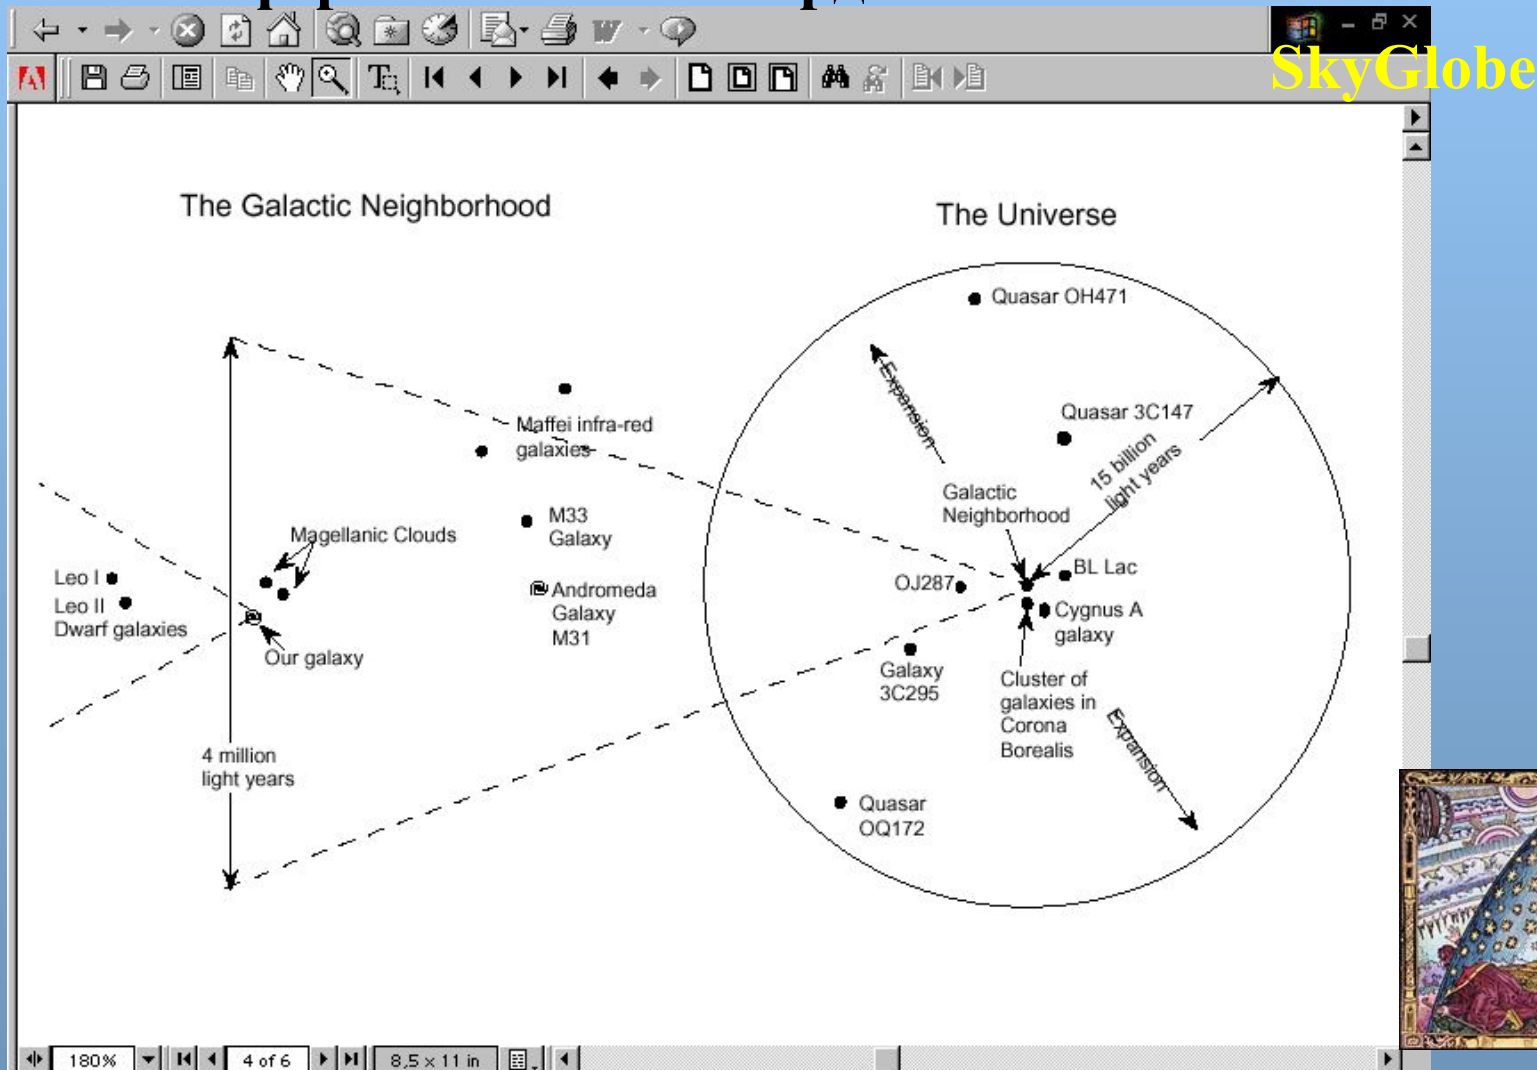 SkyGlobe
The Galactic Neighborhood
The Universe
Quasar OH471
Expansion
Quasar 3C147
15 billion
light years
Maffei infra-red
galaxies
Galactic
Neighborhood
M33
Galaxy
Magellanic Clouds
BL Lac
Leo I
OJ287
Andromeda
Galaxy
M31
Leo II
Dwarf galaxies
Cygnus A
galaxy
Our galaxy
Galaxy
3C295
Cluster of
galaxies in
Corona
Borealis
Expansion
4 million
light years
Quasar
OQ172
180%
4 of 6
8,5 x 11 in